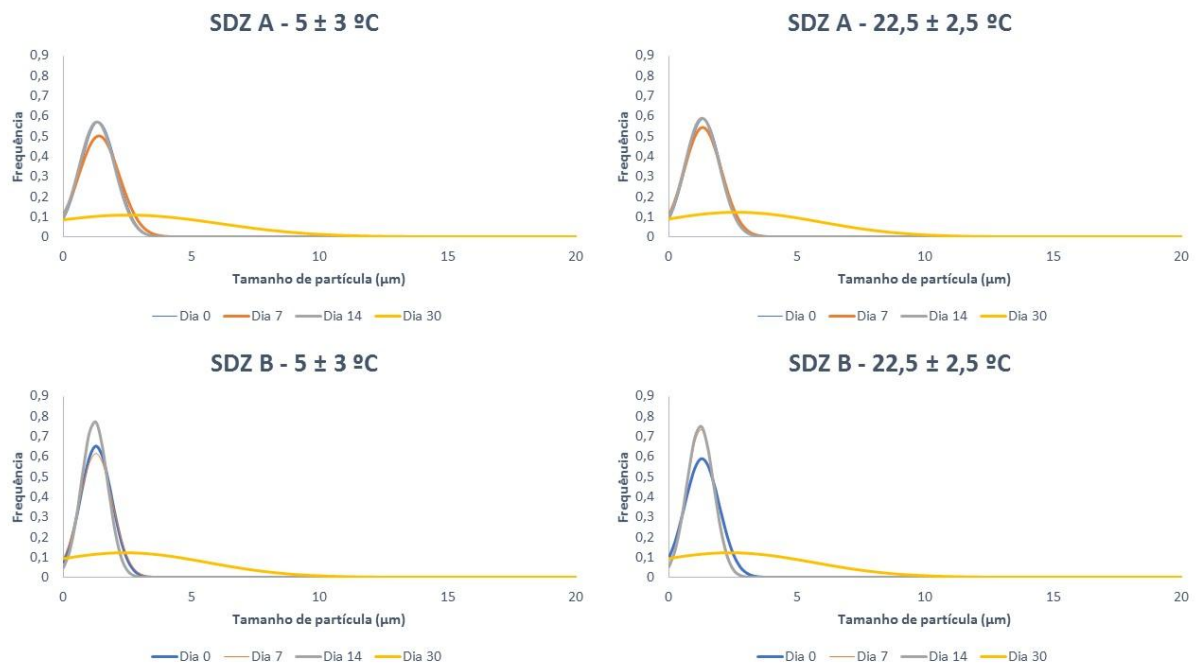 SDZ A - 5 ± 3 ºC
Frequência
0,9
0,8
0,7
0,6
0,5
0,4
0,3
0,2
0,1
0
0 5 10 15 20
Tamanho de partícula (µm)
Dia 0 Dia 7 Dia 14 Dia 30
SDZ A - 22,5 ± 2,5 ºC
Frequência
0,9
0,8
0,7
0,6
0,5
0,4
0,3
0,2
0,1
0
0 5 10 15 20
Tamanho de partícula (µm)
Dia 0 Dia 7 Dia 14 Dia 30
SDZ B - 5 ± 3 ºC
Frequência
0,9
0,8
0,7
0,6
0,5
0,4
0,3
0,2
0,1
0
0 5 10 15 20
Tamanho de partícula (µm)
Dia 0 Dia 7 Dia 14 Dia 30
SDZ B - 22,5 ± 2,5 ºC
Frequência
0,9
0,8
0,7
0,6
0,5
0,4
0,3
0,2
0,1
0
0 5 10 15 20
Tamanho de partícula (µm)
Dia 0 Dia 7 Dia 14 Dia 30